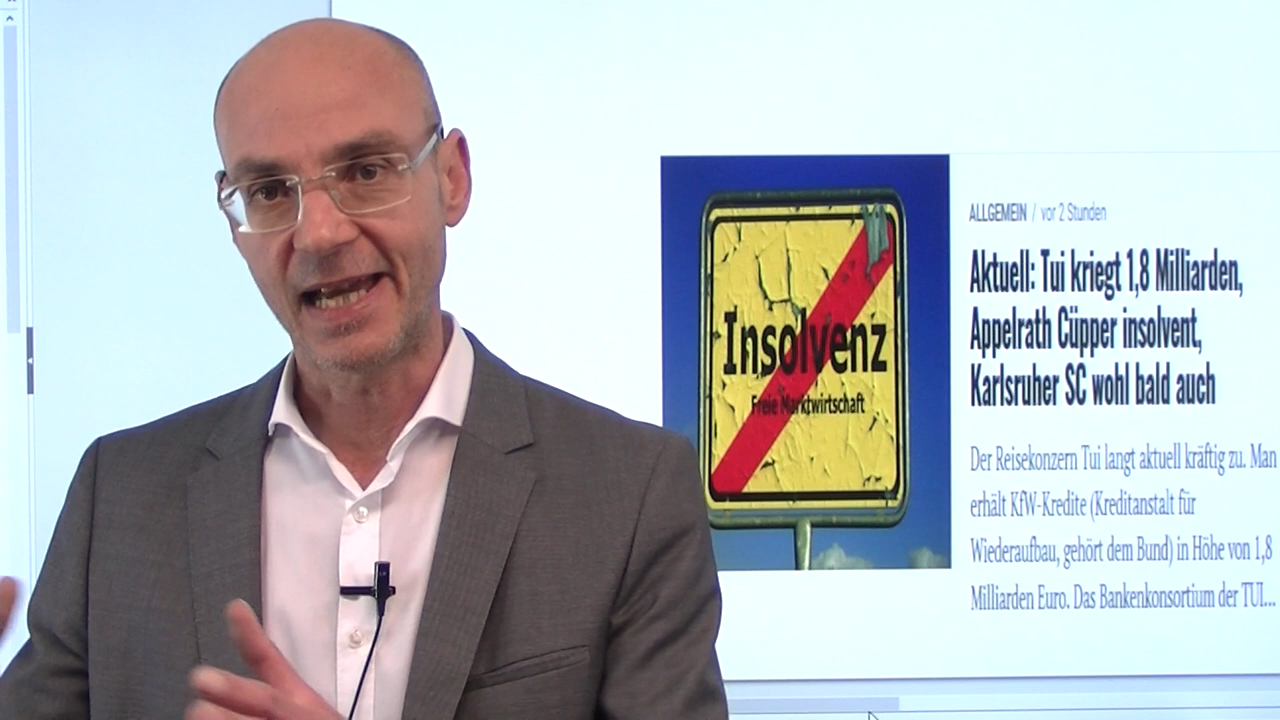 Insolvenz
Freie Marktwirtschaft
ALLGEMEIN / vor 2 Stunden
Aktuell: Tui kriegt 1,8 Milliarden,
Appelrath Cüpper insolvent,
Karlsruher SC wohl bald auch
Der Reisekonzern Tui langt aktuell kräftig zu. Man
erhält KfW-Kredite (Kreditanstalt für
Wiederaufbau, gehört dem Bund) in Höhe von 1,8
Milliarden Euro. Das Bankenkonsortium der TUI...